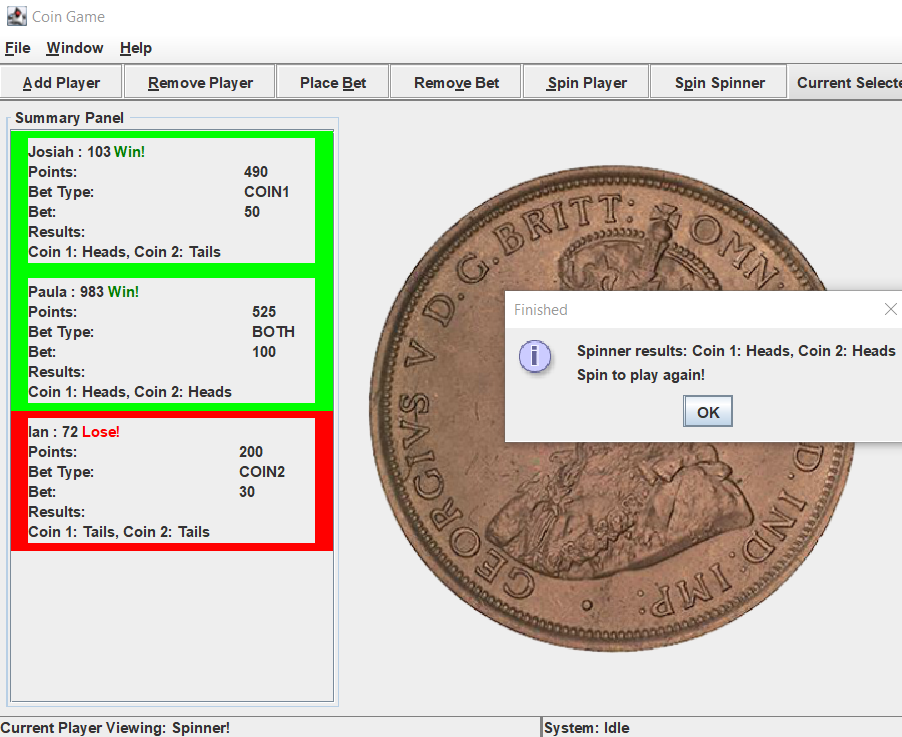 Coin Game
File Window Help
Add Player Remove Player Place Bet Remove Bet Spin Player Spin Spinner Current Selecte
Summary Panel
Josiah : 103 Win!
Points: 490
Bet Type: COIN1
Bet: 50
Results:
Coin 1: Heads, Coin 2: Tails
Paula : 983 Win!
Points: 525
Bet Type: BOTH
Bet: 100
Results:
Coin 1: Heads, Coin 2: Heads
Ian : 72 Lose!
Points: 200
Bet Type: COIN2
Bet: 30
Results:
Coin 1: Tails, Coin 2: Tails
GEORGIVS V D.G.BRITT: OMN. D. IND: IMP:
Finished
Spinner results: Coin 1: Heads, Coin 2: Heads
Spin to play again!
OK
Current Player Viewing: Spinner!
System: Idle